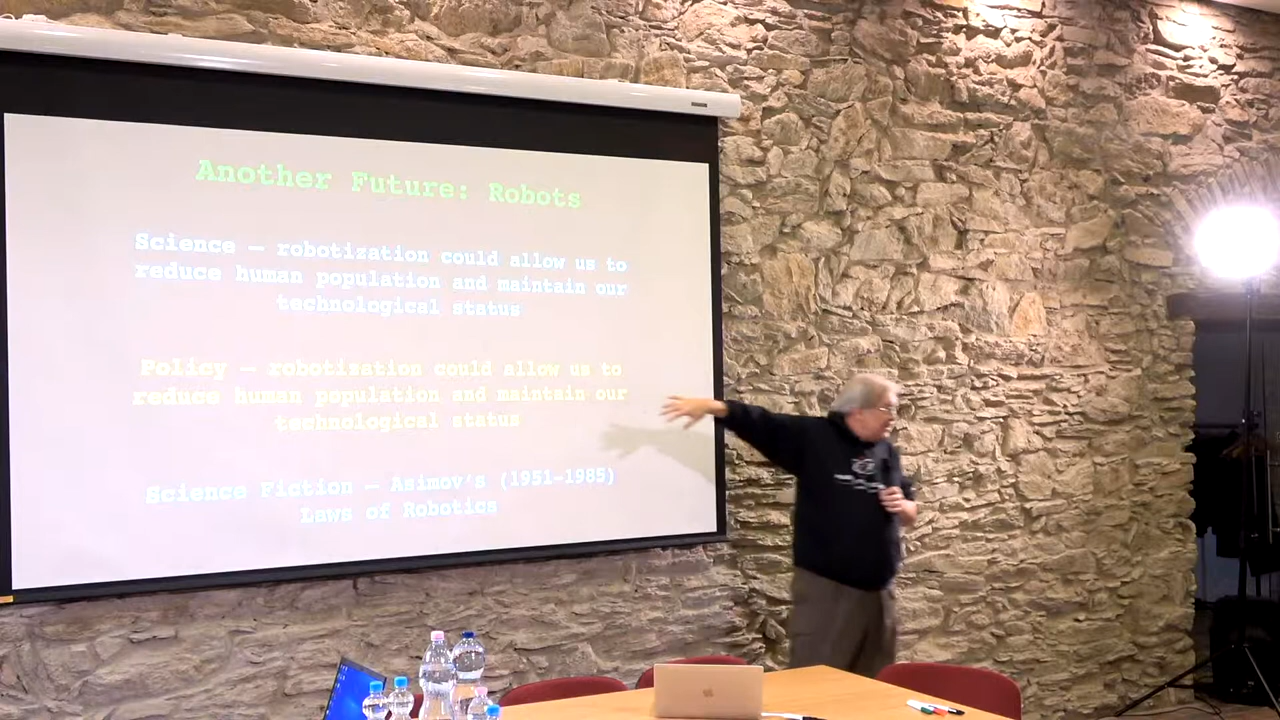 Another Future: Robots
Science – robotization could allow us to
reduce human population and maintain our
technological status
Policy – robotization could allow us to
reduce human population and maintain our
technological status
Science Fiction – Asimov's (1951-1985)
Laws of Robotics